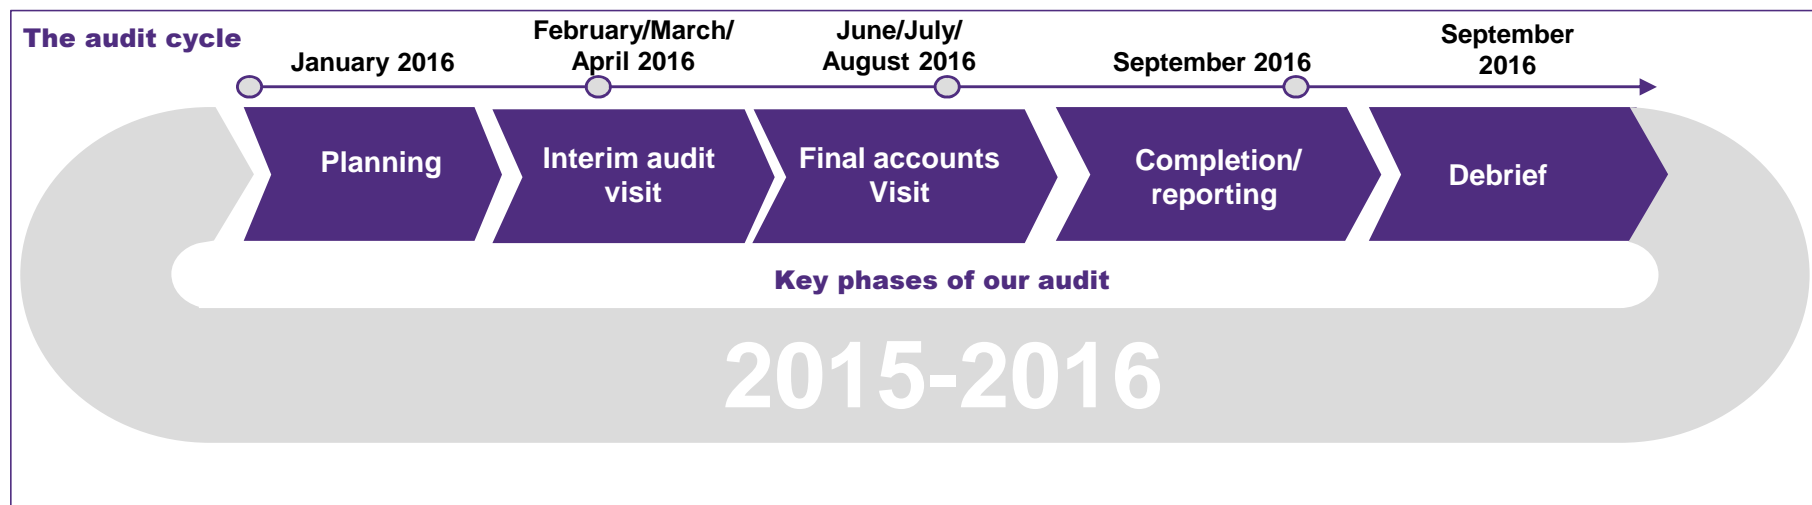 The audit cycle
January 2016
February/March/
April 2016
June/July/
August 2016
September 2016
September
2016
Planning
Interim audit
visit
Final accounts
Visit
Completion/
reporting
Debrief
Key phases of our audit
2015-2016